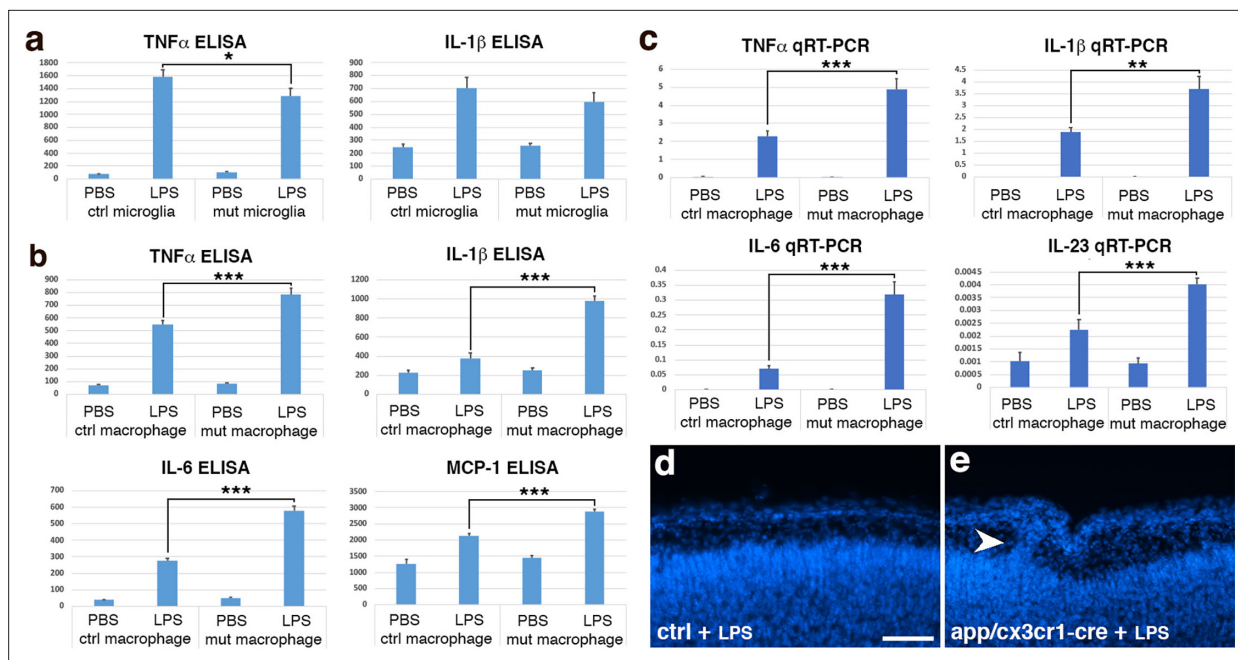 a
TNFα ELISA
*
1800
1600
1400
1200
1000
800
600
400
200
0
PBS LPS PBS LPS
ctrl microglia mut microglia
IL-1β ELISA
900
800
700
600
500
400
300
200
100
0
PBS LPS PBS LPS
ctrl microglia mut microglia
b
TNFα ELISA
***
900
800
700
600
500
400
300
200
100
0
PBS LPS PBS LPS
ctrl macrophage mut macrophage
IL-1β ELISA
***
1200
1000
800
600
400
200
0
PBS LPS PBS LPS
ctrl macrophage mut macrophage
IL-6 ELISA
***
700
600
500
400
300
200
100
0
PBS LPS PBS LPS
ctrl macrophage mut macrophage
MCP-1 ELISA
***
3500
3000
2500
2000
1500
1000
500
0
PBS LPS PBS LPS
ctrl macrophage mut macrophage
c
TNFα qRT-PCR
***
6
5
4
3
2
1
0
PBS LPS PBS LPS
ctrl macrophage mut macrophage
IL-1β qRT-PCR
**
4.5
4
3.5
3
2.5
2
1.5
1
0.5
0
PBS LPS PBS LPS
ctrl macrophage mut macrophage
IL-6 qRT-PCR
***
0.4
0.35
0.3
0.25
0.2
0.15
0.1
0.05
0
PBS LPS PBS LPS
ctrl macrophage mut macrophage
IL-23 qRT-PCR
***
0.0045
0.004
0.0035
0.003
0.0025
0.002
0.0015
0.001
0.0005
0
PBS LPS PBS LPS
ctrl macrophage mut macrophage
d
ctrl + LPS
e
app/cx3cr1-cre + LPS